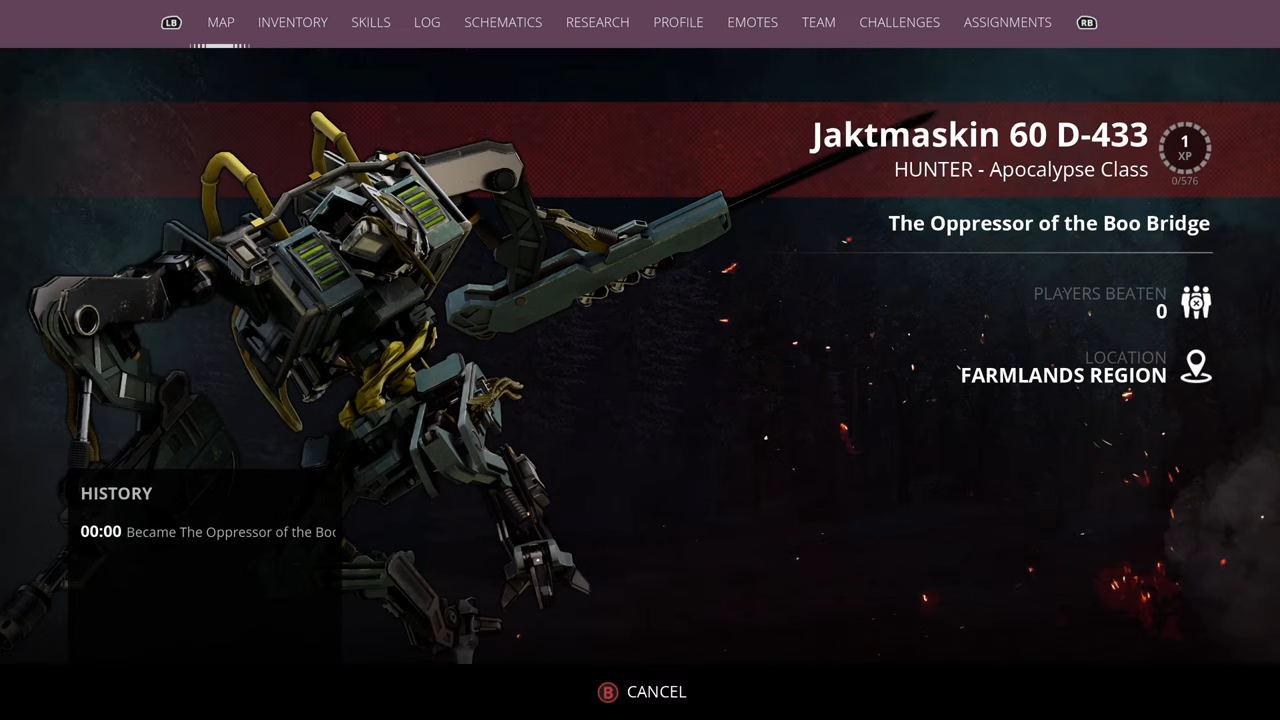 LB MAP INVENTORY SKILLS LOG SCHEMATICS RESEARCH PROFILE EMOTES TEAM CHALLENGES ASSIGNMENTS RB
Jaktmaskin 60 D-433
HUNTER - Apocalypse Class
1
XP
0/576
The Oppressor of the Boo Bridge
PLAYERS BEATEN
0
LOCATION
FARMLANDS REGION
HISTORY
00:00 Became The Oppressor of the Boo
B CANCEL